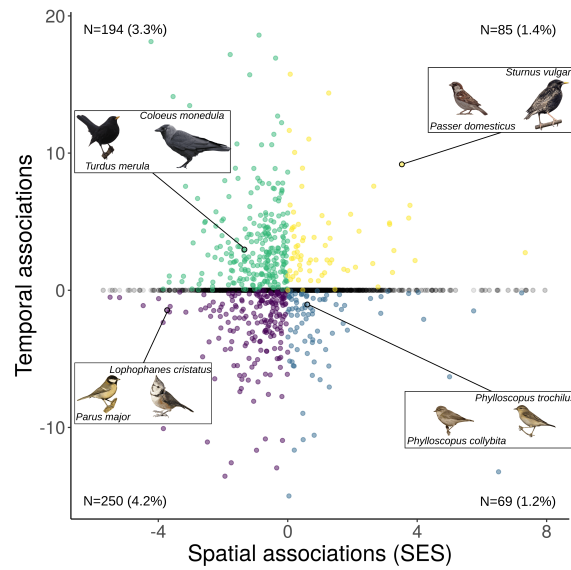 20
N=194 (3.3%)
N=85 (1.4%)
Sturnus vulgar
Coloeus monedula
Passer domesticus
Turdus merula
10
Temporal associations
0
Lophophanes cristatus
Parus major
Phylloscopus trochilus
Phylloscopus collybita
-10
N=250 (4.2%)
N=69 (1.2%)
-4
0
4
8
Spatial associations (SES)